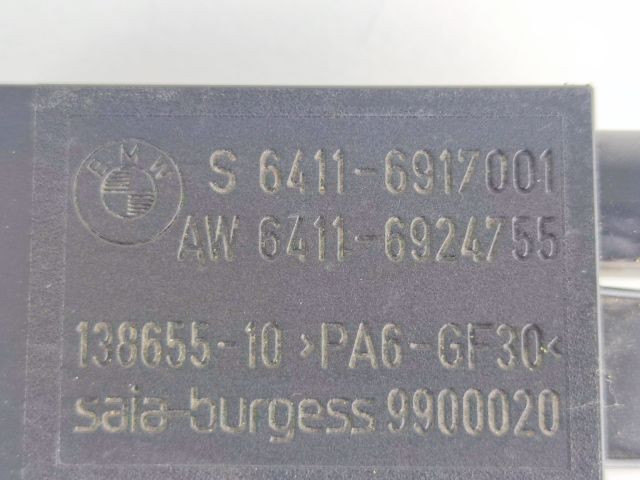 BMW
S 6411-6917001
AW 6411-6924755
138655-10 >PA6-GF30<
saia-burgess 9900020